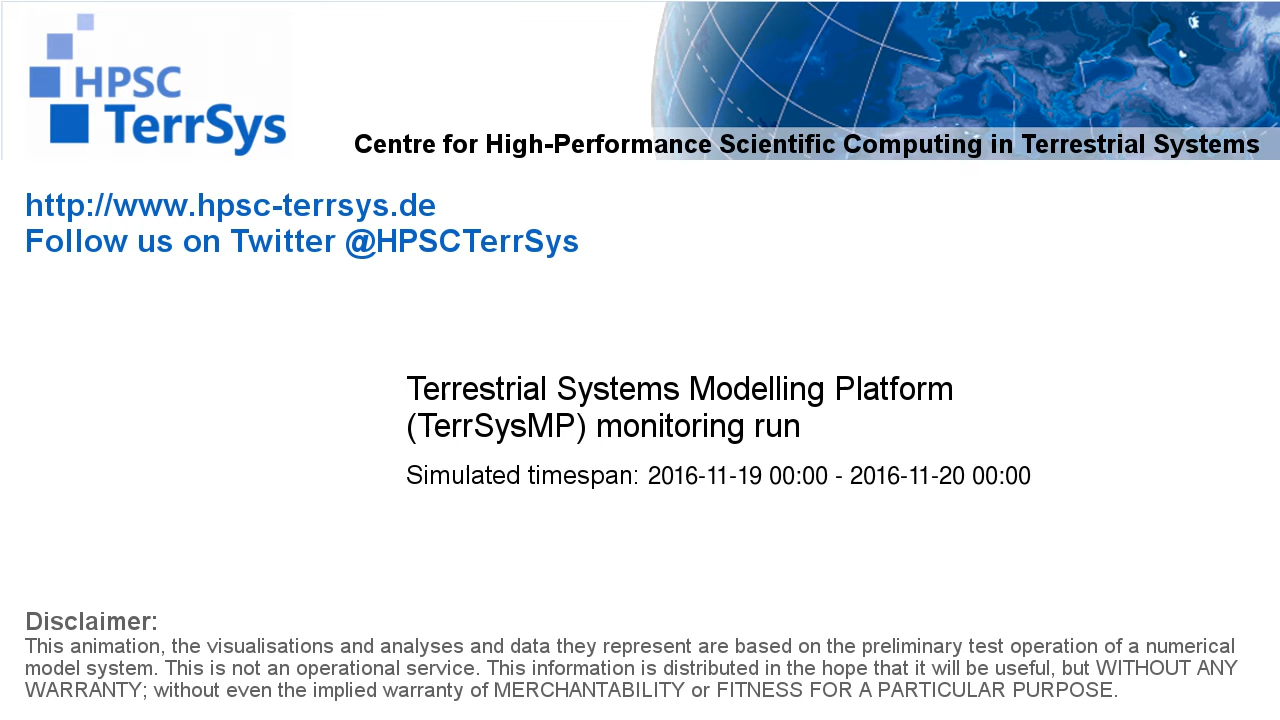 HPSC
TerrSys
Centre for High-Performance Scientific Computing in Terrestrial Systems
http://www.hpsc-terrsys.de
Follow us on Twitter @HPSCTerrSys
Terrestrial Systems Modelling Platform
(TerrSysMP) monitoring run
Simulated timespan: 2016-11-19 00:00 - 2016-11-20 00:00
Disclaimer:
This animation, the visualisations and analyses and data they represent are based on the preliminary test operation of a numerical
model system. This is not an operational service. This information is distributed in the hope that it will be useful, but WITHOUT ANY
WARRANTY; without even the implied warranty of MERCHANTABILITY or FITNESS FOR A PARTICULAR PURPOSE.